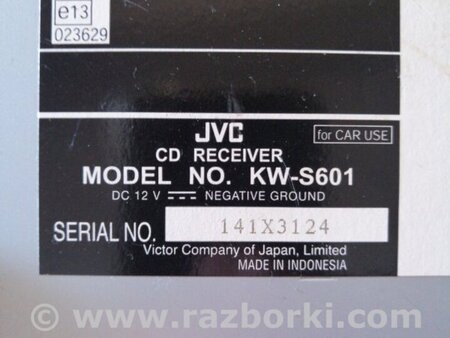 e13
023629
JVC
for CAR USE
CD RECEIVER
MODEL NO. KW-S601
DC 12 V NEGATIVE GROUND
SERIAL NO. 141X3124
Victor Company of Japan, Limited
MADE IN INDONESIA
© www.razborki.com